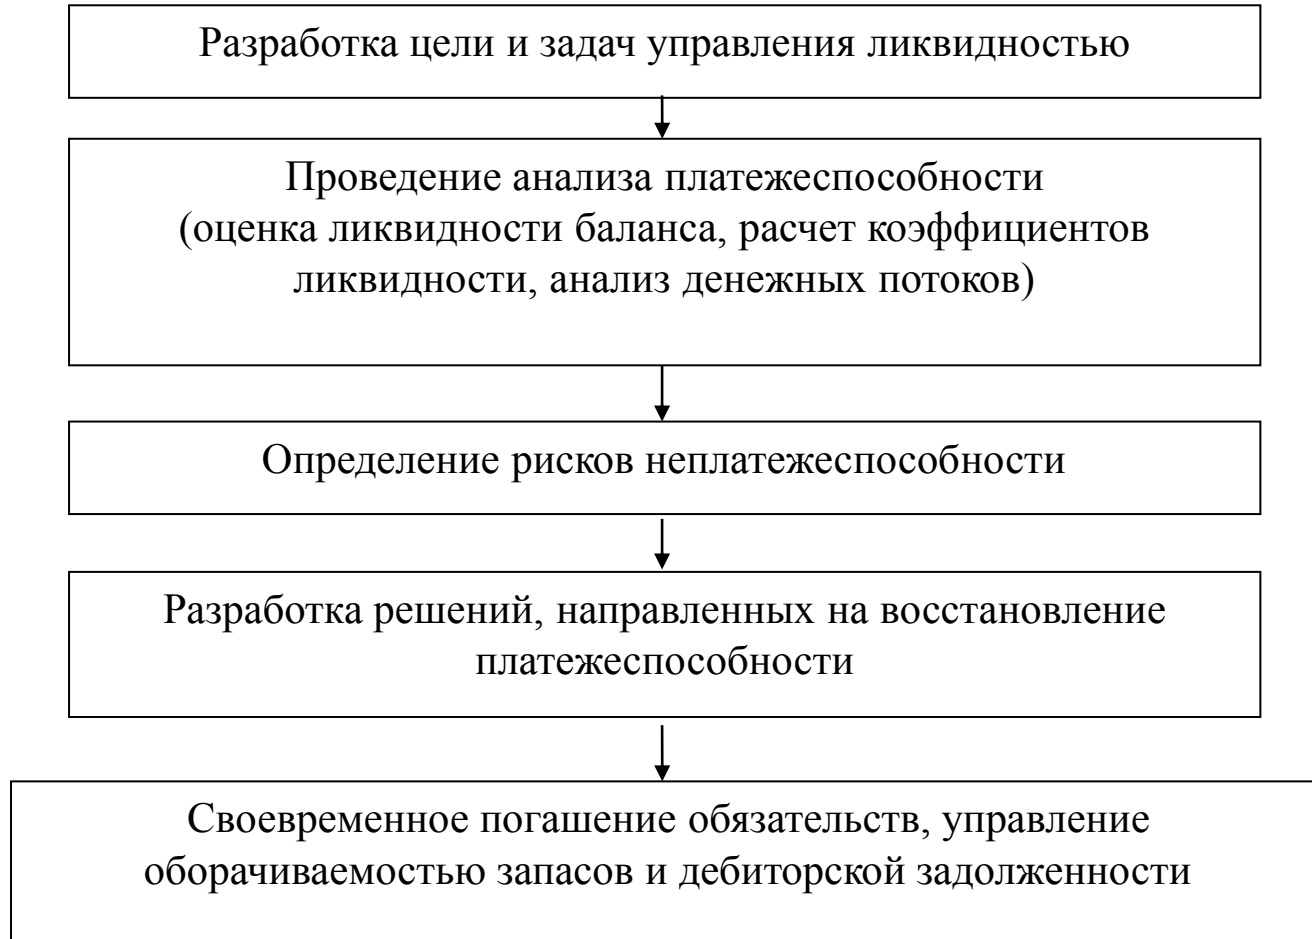 Разработка цели и задач управления ликвидностью
Проведение анализа платежеспособности
(оценка ликвидности баланса, расчет коэффициентов
ликвидности, анализ денежных потоков)
Определение рисков неплатежеспособности
Разработка решений, направленных на восстановление
платежеспособности
Своевременное погашение обязательств, управление
оборачиваемостью запасов и дебиторской задолженности